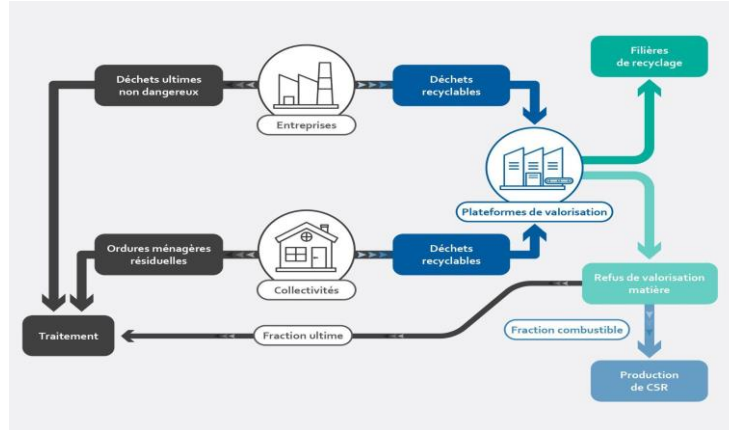 Filières
de recyclage
Déchets ultimes
non dangereux
Déchets
recyclables
Entreprises
Plateformes de valorisation
Ordures ménagères
résiduelles
Déchets
recyclables
Collectivités
Refus de valorisation
matière
Fraction combustible
Traitement
Fraction ultime
Production
de CSR